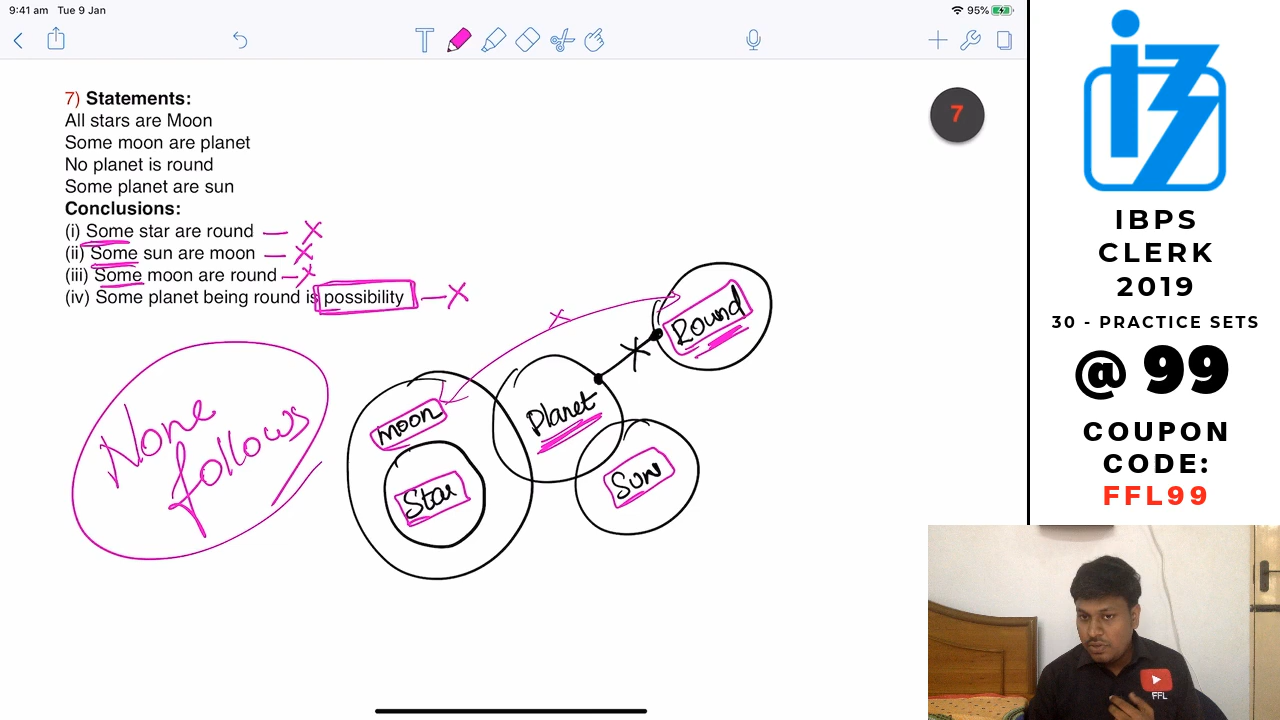 9:41 am Tue 9 Jan
95%
T
7) Statements:
All stars are Moon
Some moon are planet
No planet is round
Some planet are sun
Conclusions:
(i) Some star are round — X
(ii) Some sun are moon — X
(iii) Some moon are round – X
(iv) Some planet being round is possibility — X
7
None
follows
Moon
Star
Planet
Sun
Round
X
X
IBPS
CLERK
2019
30 - PRACTICE SETS
@ 99
COUPON
CODE:
FFL99
FFL